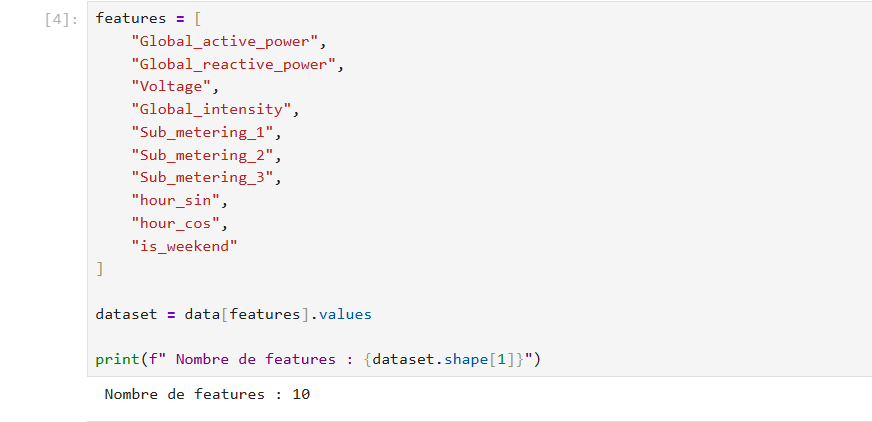 [4]: features = [
    "Global_active_power",
    "Global_reactive_power",
    "Voltage",
    "Global_intensity",
    "Sub_metering_1",
    "Sub_metering_2",
    "Sub_metering_3",
    "hour_sin",
    "hour_cos",
    "is_weekend"
]
dataset = data[features].values
print(f" Nombre de features : {dataset.shape[1]}")
Nombre de features : 10